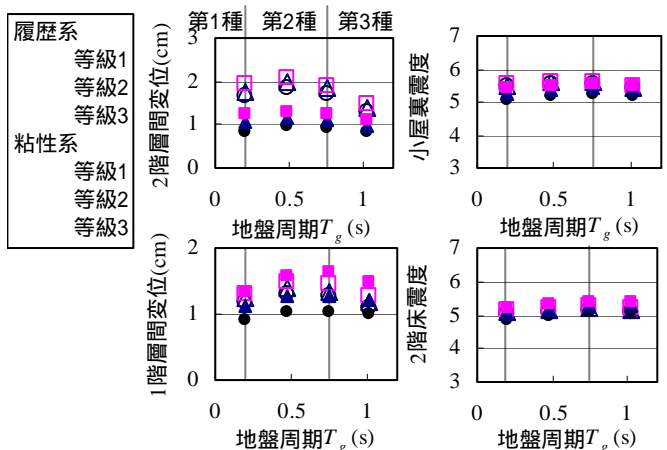 履歴系
等級1
等級2
等級3
粘性系
等級1
等級2
等級3
第1種 第2種 第3種
2階層間変位(cm)
3
2
1
0
0 0.5 1
地盤周期Tg (s)
小屋裏震度
7
6
5
4
3
0 0.5 1
地盤周期Tg (s)
1階層間変位(cm)
2
1
0
0 0.5 1
地盤周期Tg (s)
2階床震度
7
6
5
4
3
0 0.5 1
地盤周期Tg (s)